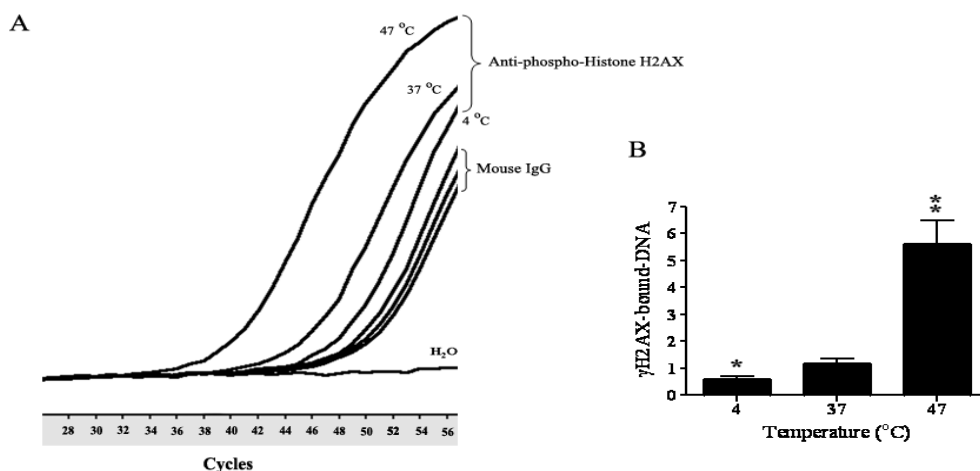 A
47 °C
Anti-phospho-Histone H2AX
37 °C
4 °C
Mouse IgG
H₂O
28 30 32 34 36 38 40 42 44 46 48 50 52 54 56
Cycles
B
**
7
6
5
4
3
2
1
0
*
γH2AX-bound-DNA
4 37 47
Temperature (°C)